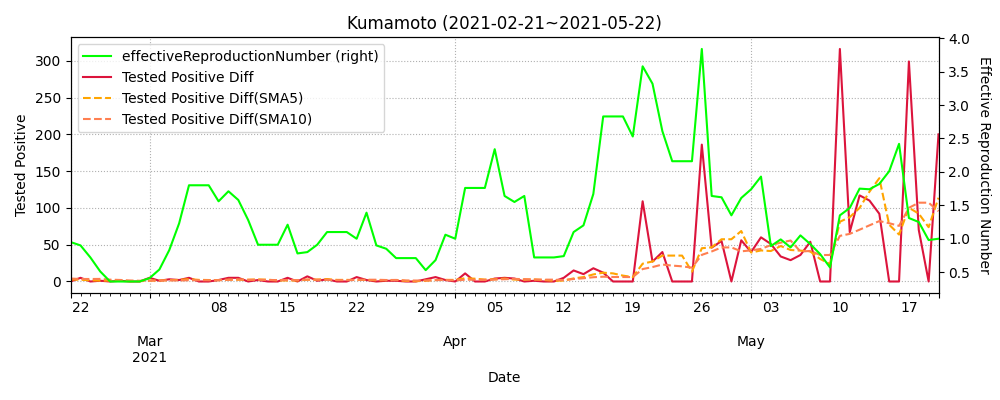 Kumamoto (2021-02-21~2021-05-22)
effectiveReproductionNumber (right)
Tested Positive Diff
Tested Positive Diff(SMA5)
Tested Positive Diff(SMA10)
Tested Positive
300
250
200
150
100
50
0
Effective Reproduction Number
4.0
3.5
3.0
2.5
2.0
1.5
1.0
0.5
22 08 15 22 29 05 12 19 26 03 10 17
Mar Apr May
2021
Date